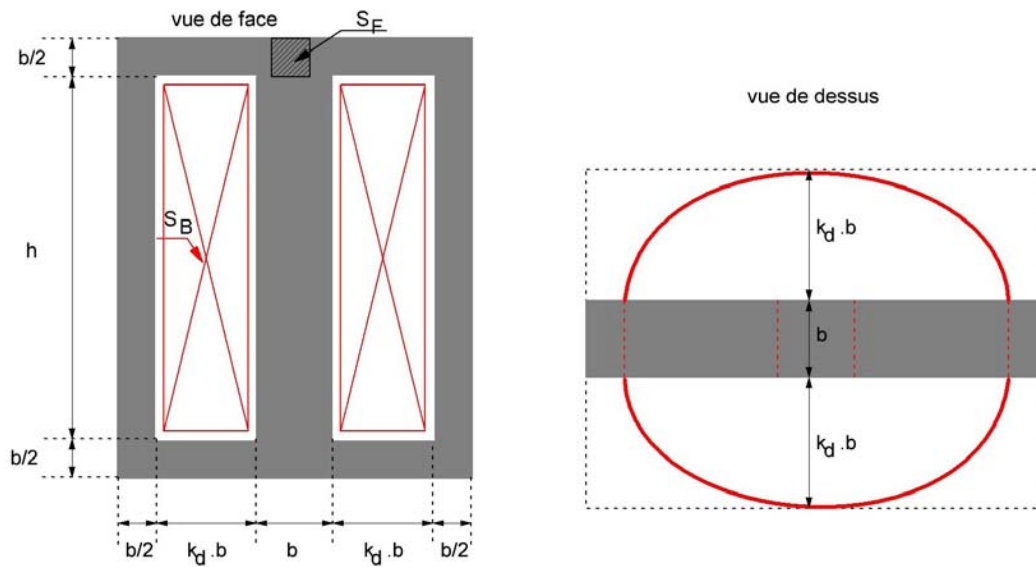 vue de face
S_F
b/2
h
S_B
b/2
b/2
k_d .b
b
k_d .b
b/2
vue de dessus
k_d .b
b
k_d .b